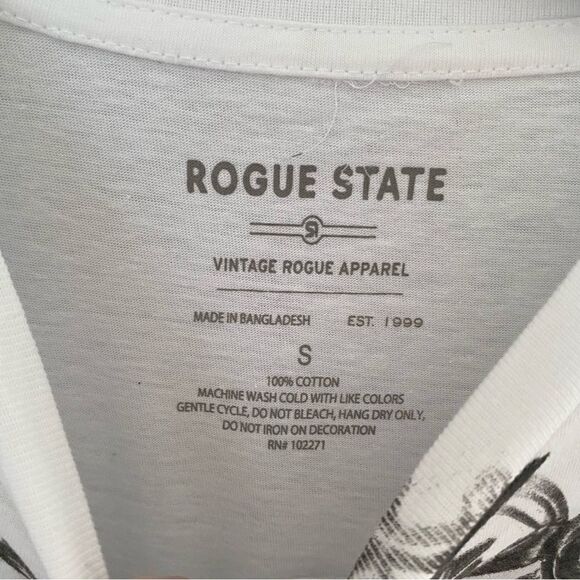 ROGUE STATE
SR
VINTAGE ROGUE APPAREL
MADE IN BANGLADESH EST. 1999
S
100% COTTON
MACHINE WASH COLD WITH LIKE COLORS
GENTLE CYCLE, DO NOT BLEACH, HANG DRY ONLY,
DO NOT IRON ON DECORATION
RN# 102271